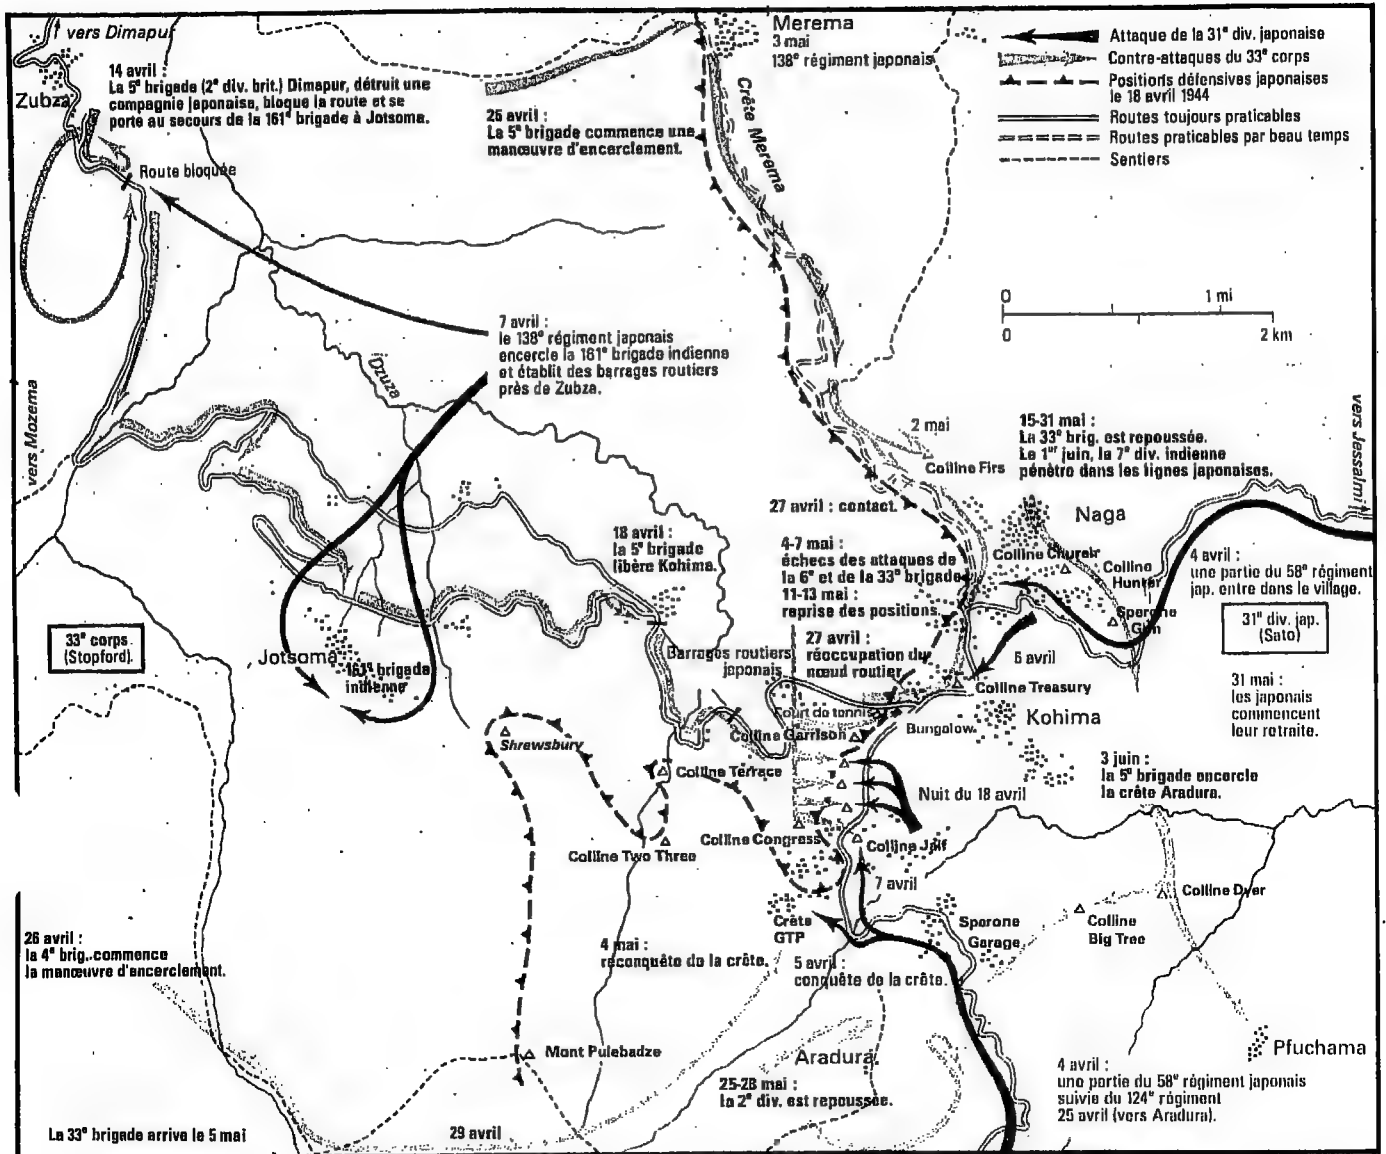 vers Dimapur
Zubza
14 avril :
La 5e brigade (2e div. brit.) Dimapur, détruit une
compagnie japonaise, bloque la route et se
porte au secours de la 161e brigade à Jotsoma.
Route bloquée
Merema
3 mai
138e régiment japonais
25 avril :
La 5e brigade commence une
manœuvre d'encerclement.
Crête Merema
Attaque de la 31e div. japonaise
Contre-attaques du 33e corps
Positions défensives japonaises
le 18 avril 1944
Routes toujours praticables
Routes praticables par beau temps
Sentiers
0 1 mi
0 2 km
7 avril :
le 138e régiment japonais
encercle la 161e brigade indienne
et établit des barrages routiers
près de Zubza.
Dzuza
vers Mozema
vers Jessalmi
2 mai
Colline Firs
15-31 mai :
La 33e brig. est repoussée.
Le 1er juin, la 7e div. indienne
pénètre dans les lignes japonaises.
27 avril : contact.
Naga
18 avril :
la 5e brigade
libère Kohima.
4-7 mai :
échecs des attaques de
la 6e et de la 33e brigade
11-13 mai :
reprise des positions
Colline Church
Colline
Hunter
Sperone
Gun
4 avril :
une partie du 58e régiment
jap. entre dans le village.
31e div. jap.
(Sato)
33e corps.
(Stopford).
Jotsoma
161e brigade
indienne
Barrages routiers
japonais
27 avril :
réoccupation du
nœud routier
6 avril
Colline Treasury
31 mai :
les japonais
commencent
leur retraite.
Court de tennis
Kohima
Bungalow
Colline Garrison
Shrewsbury
Colline Terrace
3 juin :
la 5e brigade encercle
la crête Aradura.
Nuit du 18 avril
Colline Two Three
Colline Congress
Colline Jail
7 avril
Colline Dyer
Colline
Big Tree
Crête
GTP
Sperone
Garage
26 avril :
la 4e brig. commence
la manœuvre d'encerclement.
4 mai :
reconquête de la crête.
5 avril :
conquête de la crête.
Mont Pulebadze
Aradura
Pfuchama
25-28 mai :
la 2e div. est repoussée.
4 avril :
une partie du 58e régiment japonais
suivie du 124e régiment
25 avril (vers Aradura).
La 33e brigade arrive le 5 mai
29 avril